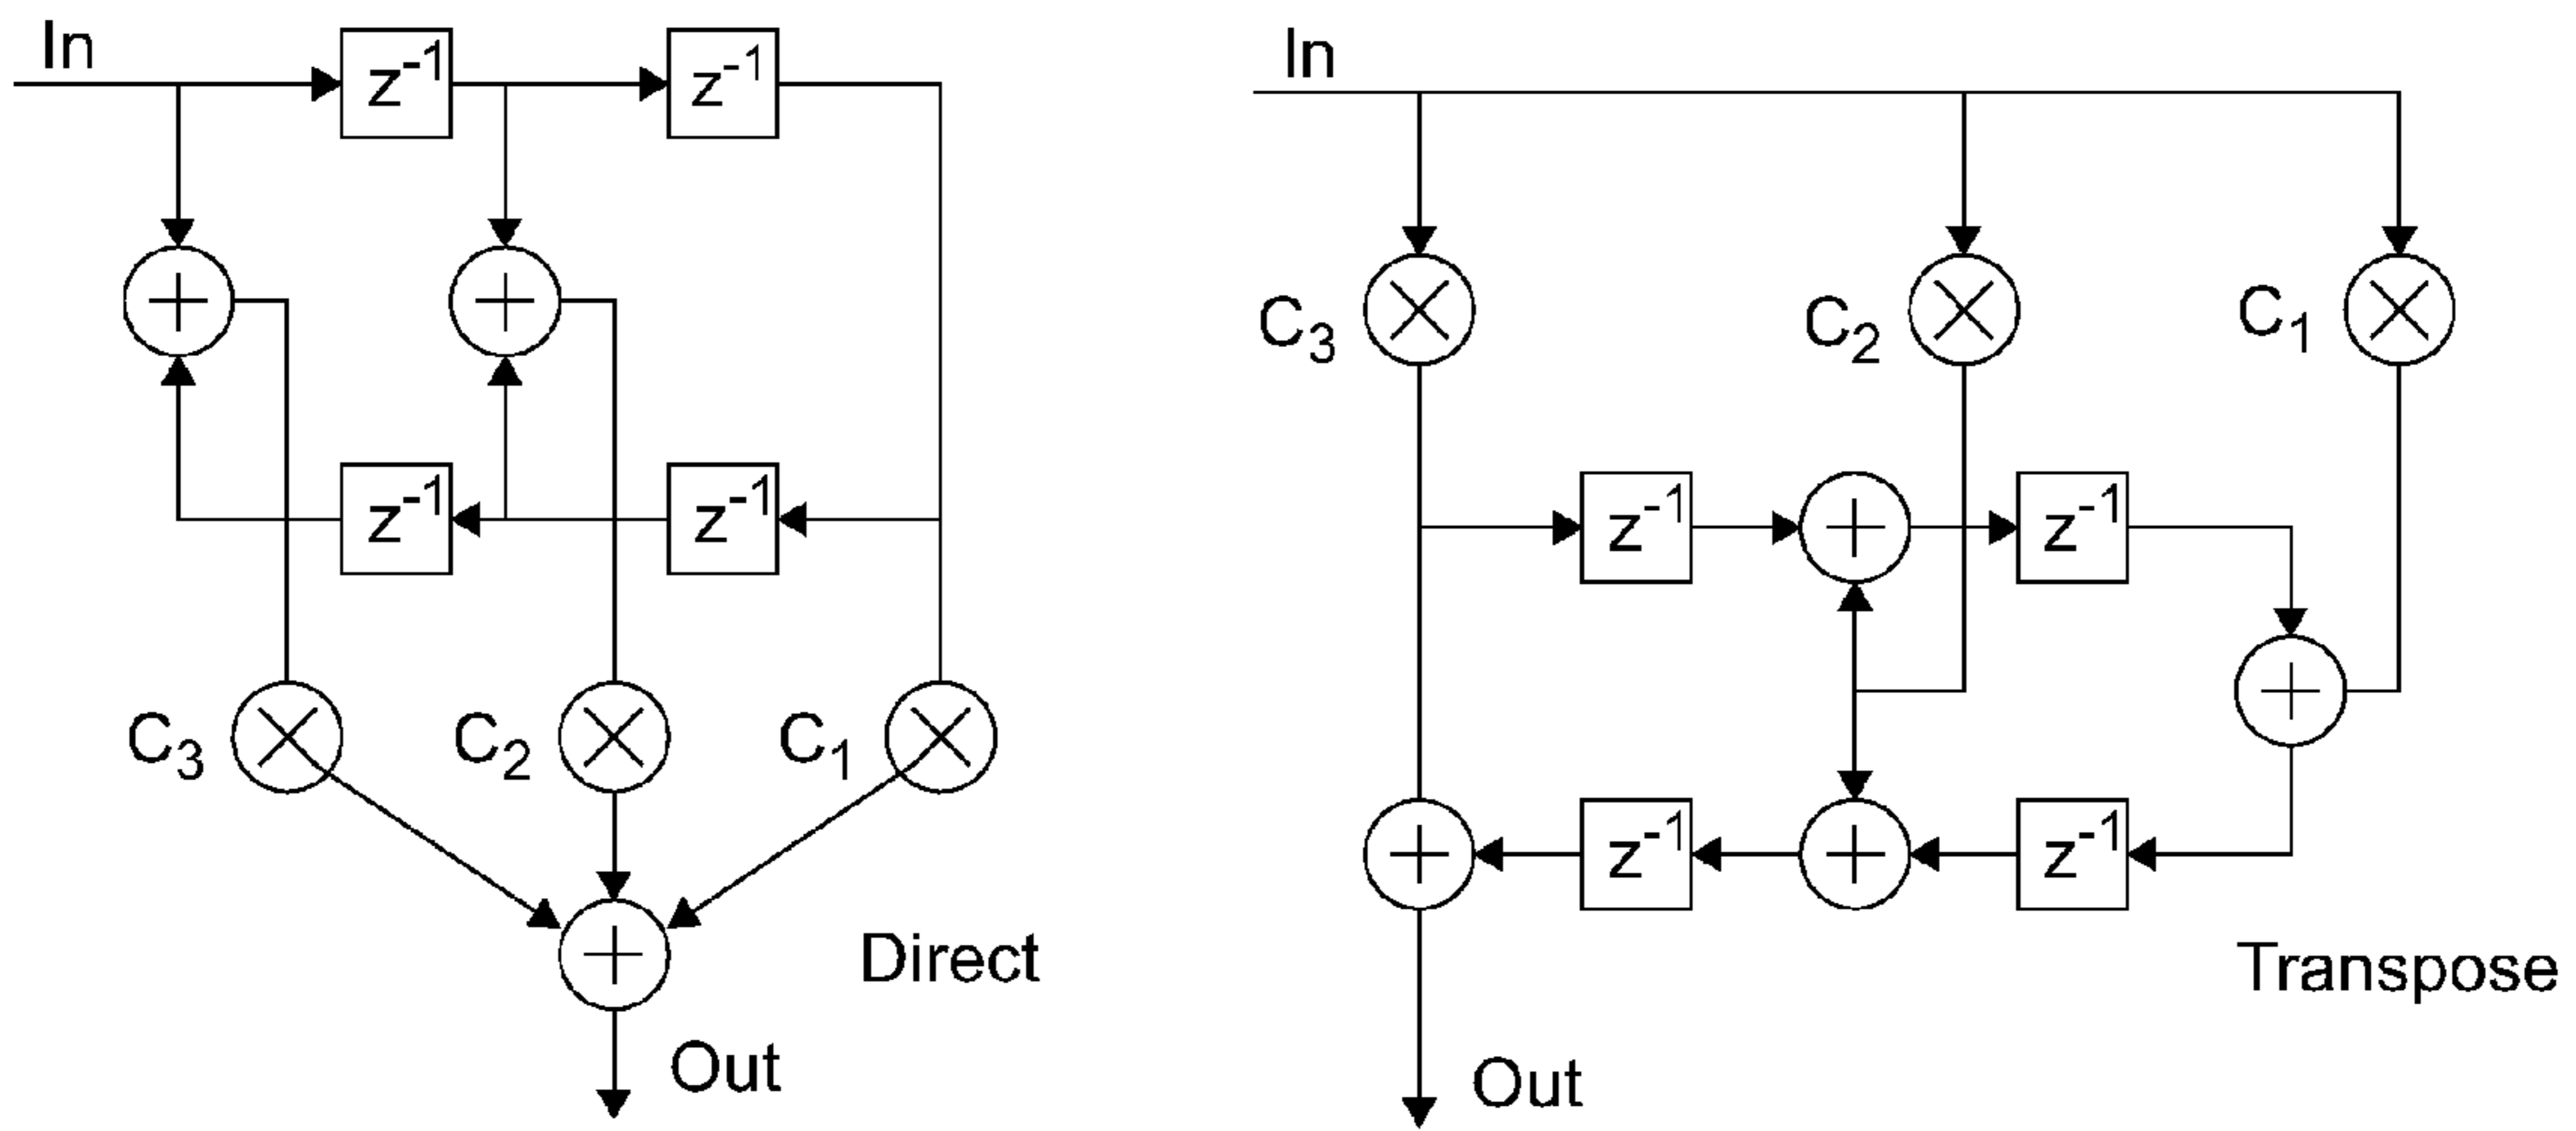 In
z⁻¹
z⁻¹
+
+
z⁻¹
z⁻¹
C₃
C₂
C₁
+
Direct
Out
In
C₃
C₂
C₁
z⁻¹
+
z⁻¹
+
+
z⁻¹
+
z⁻¹
Transpose
Out